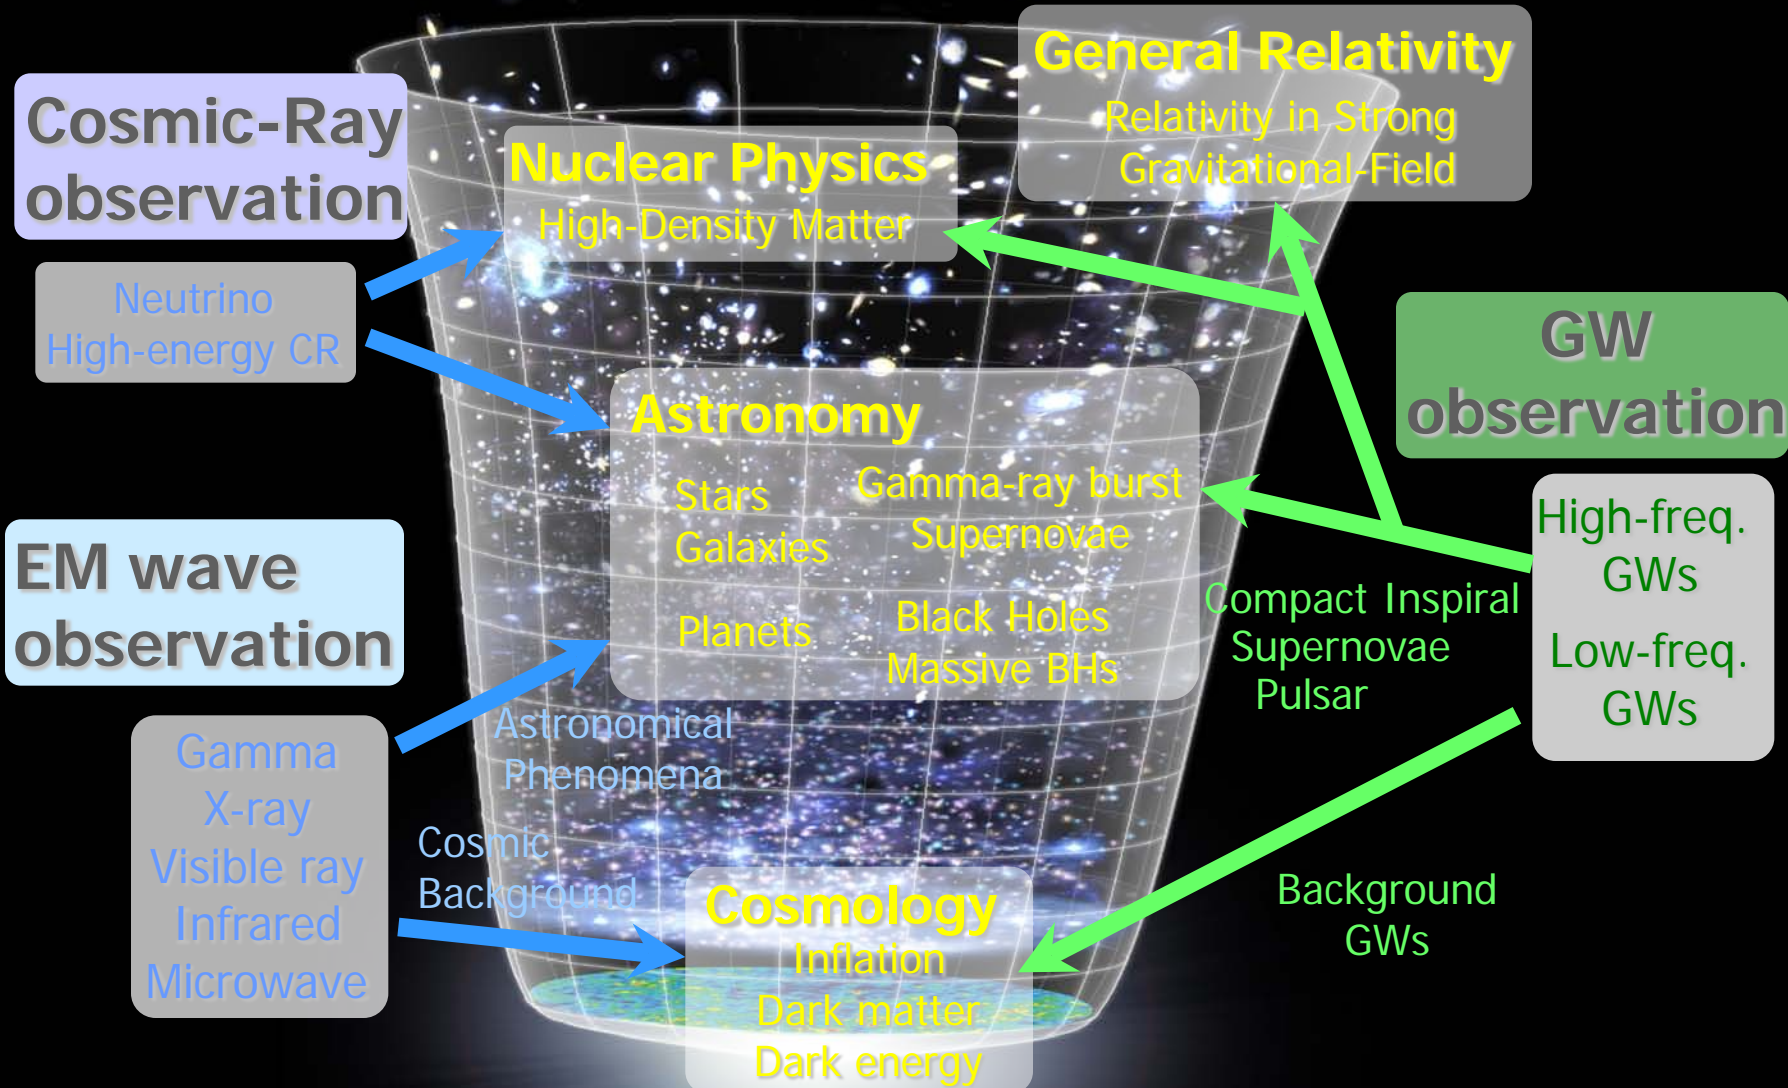 General Relativity
Relativity in Strong
Gravitational-Field
Cosmic-Ray
observation
Nuclear Physics
High-Density Matter
Neutrino
High-energy CR
GW
observation
Astronomy
Stars
Galaxies
Gamma-ray burst
Supernovae
Planets
Black Holes
Massive BHs
High-freq.
GWs
Low-freq.
GWs
EM wave
observation
Compact Inspiral
Supernovae
Pulsar
Gamma
X-ray
Visible ray
Infrared
Microwave
Astronomical
Phenomena
Cosmic
Background
Cosmology
Inflation
Dark matter
Dark energy
Background
GWs